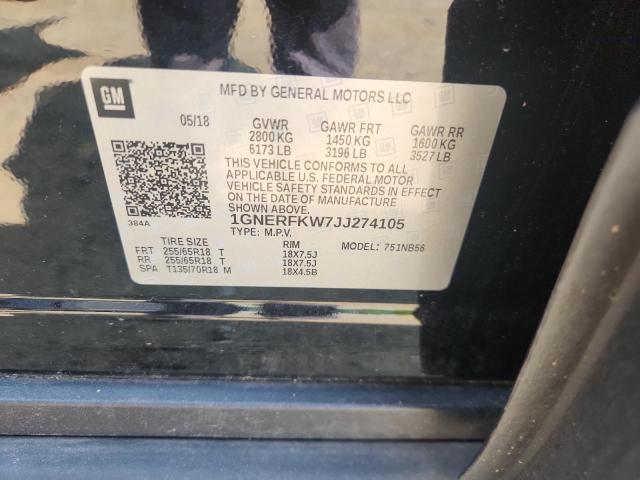 GM
MFD BY GENERAL MOTORS LLC
05/18
GVWR
2800 KG
6173 LB
GAWR FRT
1450 KG
3196 LB
GAWR RR
1600 KG
3527 LB
THIS VEHICLE CONFORMS TO ALL
APPLICABLE U.S. FEDERAL MOTOR
VEHICLE SAFETY STANDARDS IN EFFECT
ON THE DATE OF MANUFACTURE
SHOWN ABOVE.
384A
1GNERFKW7JJ274105
TYPE: M.P.V.
MODEL: 751NB56
TIRE SIZE RIM
FRT 255/65R18 T 18X7.5J
RR 255/65R18 T 18X7.5J
SPA T135/70R18 M 18X4.5B